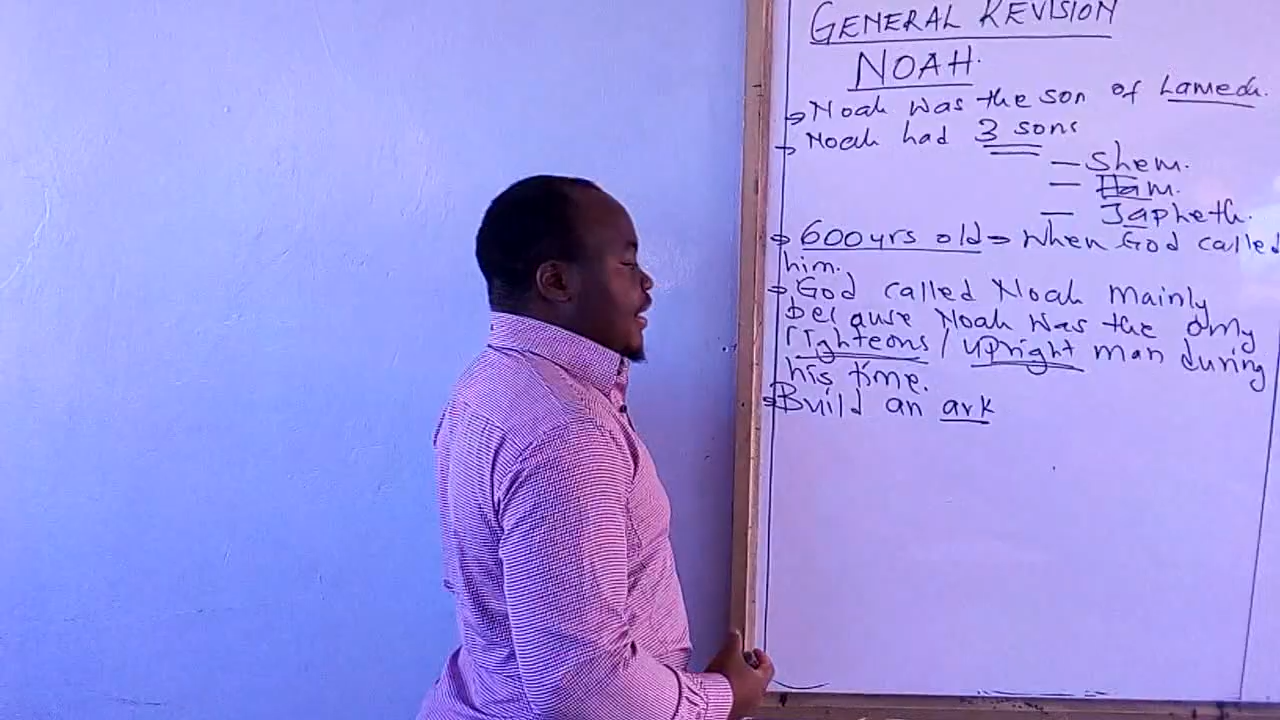 GENERAL REVISION
NOAH.
Noah was the son of Lamech.
Noah had 3 sons
- Shem.
- Ham.
- Japheth.
600yrs old → When God called
him.
God called Noah mainly
because Noah was the only
righteous / upright man during
his time.
Build an ark